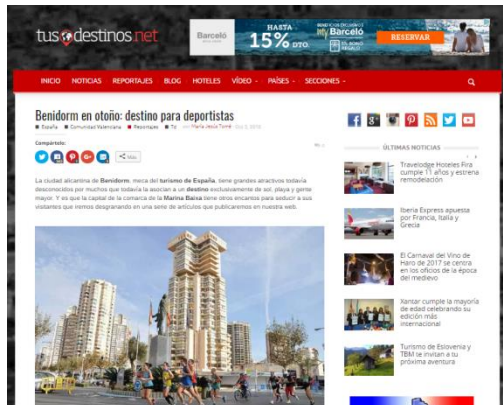 tusdestinos.net
Barceló
HASTA
15% DTO.
my Barceló
RESERVAR
INICIO NOTICIAS REPORTAJES BLOG HOTELES VÍDEO PAÍSES SECCIONES
Benidorm en otoño: destino para deportistas
España Comunidad Valenciana Reportajes
Compártelo:
Más
La ciudad alicantina de Benidorm, meca del turismo de España, tiene grandes atractivos todavía
desconocidos por muchos que todavía la asocian a un destino exclusivamente de sol, playa y gente
mayor. Y es que la capital de la comarca de la Marina Baixa tiene otros encantos para seducir a sus
visitantes que iremos desgranando en una serie de artículos que publicaremos en nuestra web.
ÚLTIMAS NOTICIAS
Travelodge Hoteles Fira
cumple 11 años y estrena
remodelación
Iberia Express apuesta
por Francia, Italia y
Grecia
El Carnaval del Vino de
Haro de 2017 se centra
en los oficios de la época
del medievo
Xantar cumple la mayoría
de edad celebrando su
edición más
internacional
Turismo de Eslovenia y
TBM te invitan a tu
próxima aventura